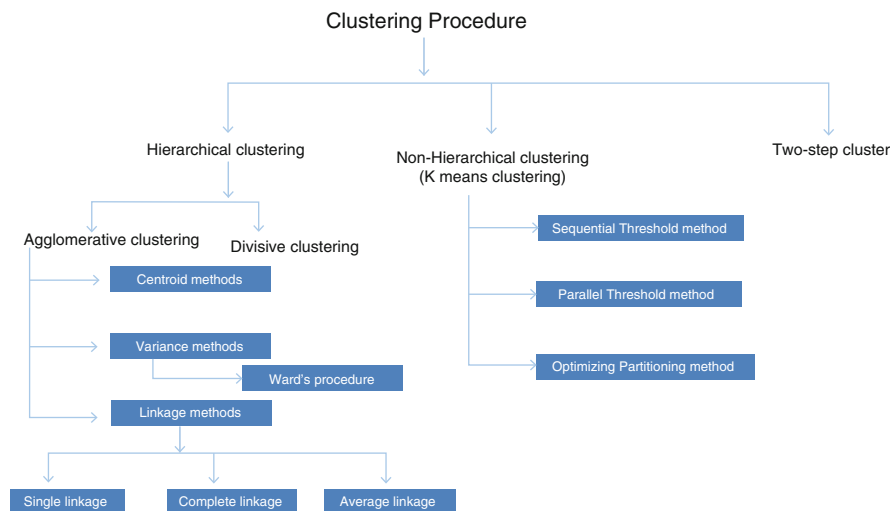 Clustering Procedure
Hierarchical clustering
Non-Hierarchical clustering
(K means clustering)
Two-step cluster
Agglomerative clustering
Divisive clustering
Sequential Threshold method
Centroid methods
Parallel Threshold method
Variance methods
Optimizing Partitioning method
Ward's procedure
Linkage methods
Single linkage
Complete linkage
Average linkage